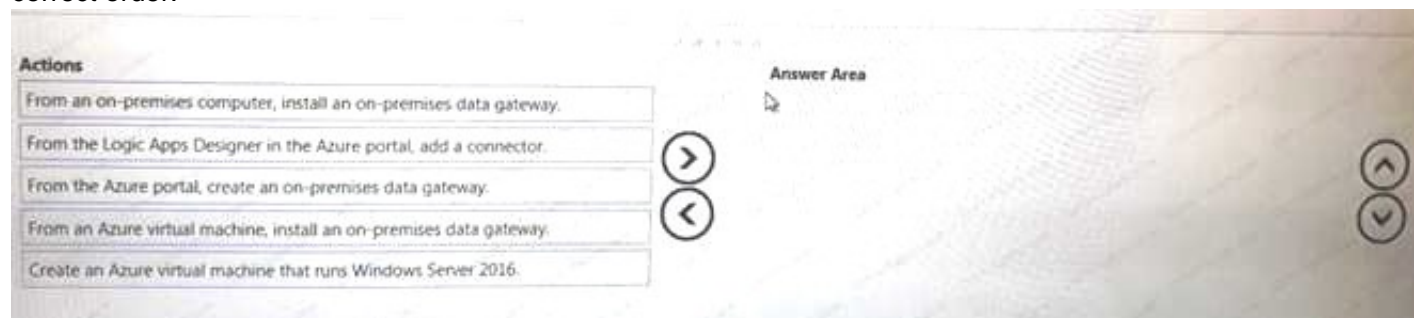 correct order.
Actions
Answer Area
From an on-premises computer, install an on-premises data gateway.
From the Logic Apps Designer in the Azure portal, add a connector.
From the Azure portal, create an on-premises data gateway.
From an Azure virtual machine, install an on-premises data gateway.
Create an Azure virtual machine that runs Windows Server 2016.